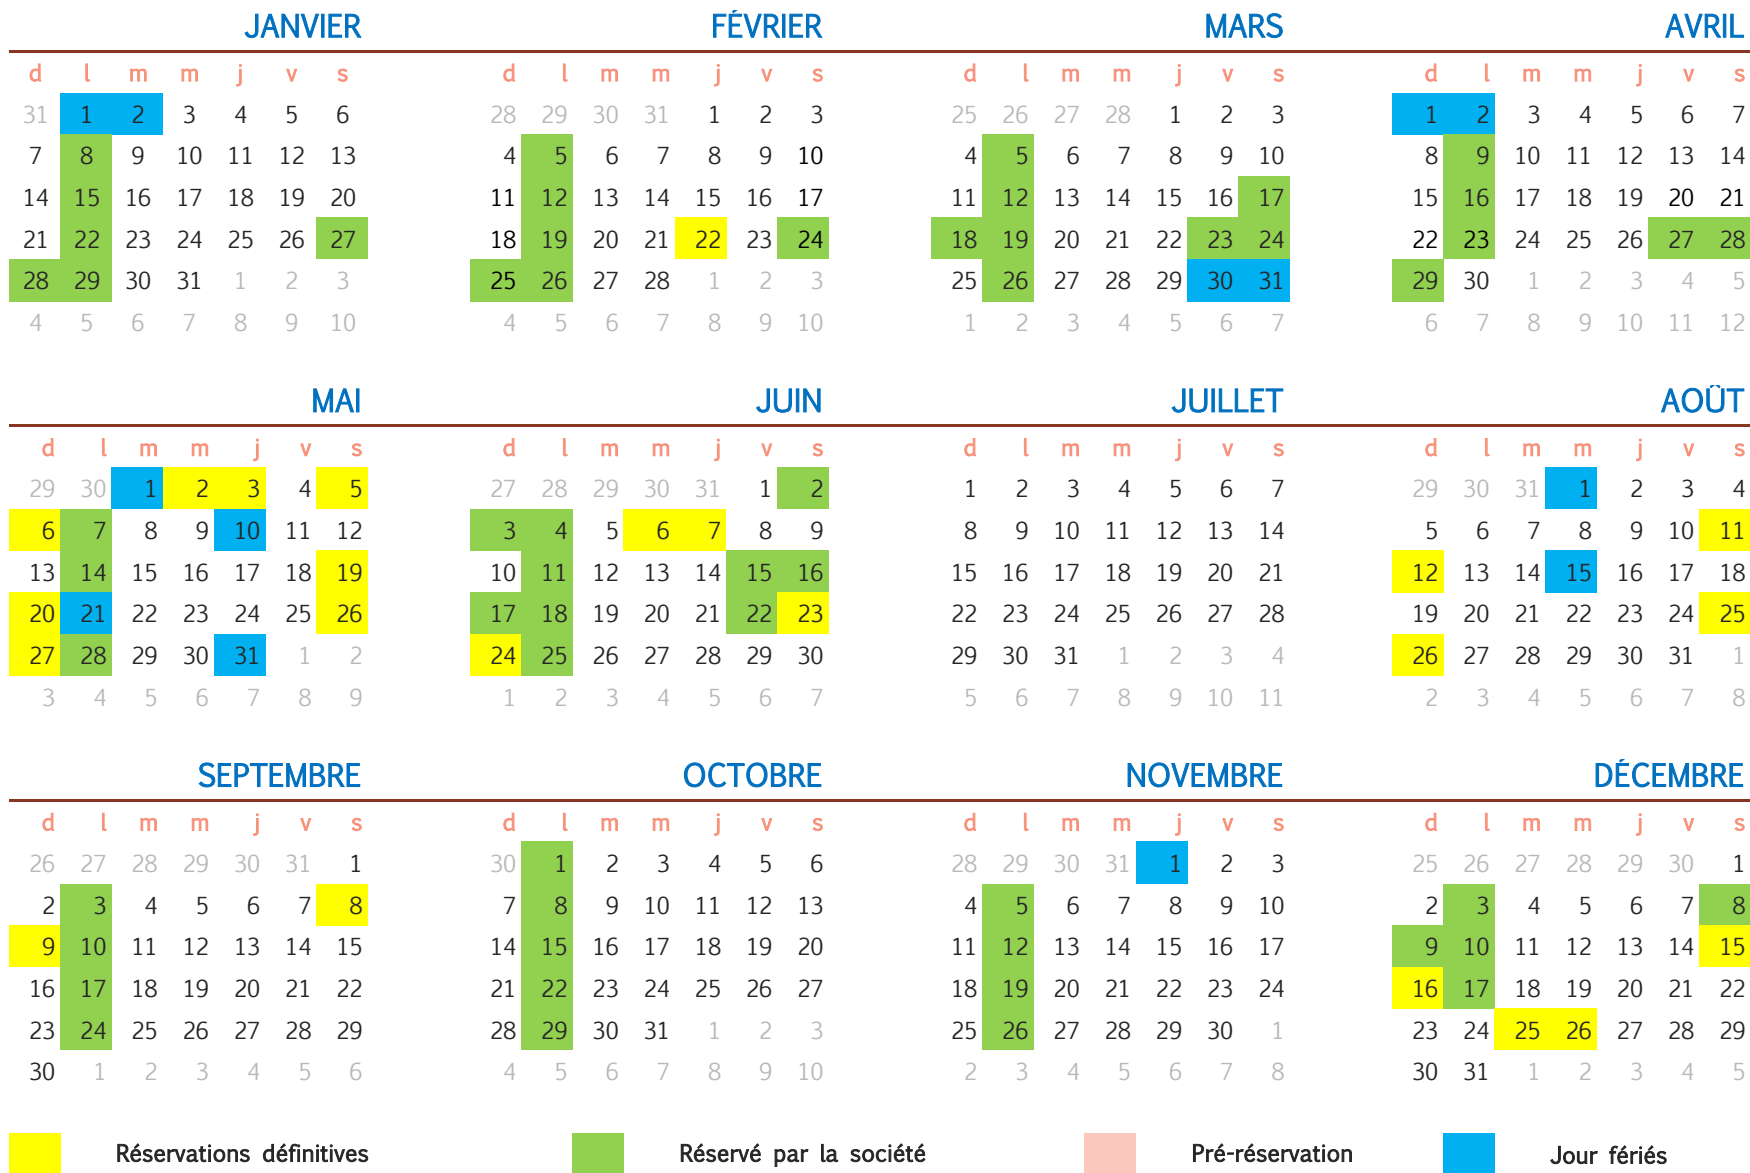 JANVIER FÉVRIER MARS AVRIL
d l m m j v s d l m m j v s d l m m j v s d l m m j v s
31 1 2 3 4 5 6 28 29 30 31 1 2 3 25 26 27 28 1 2 3 1 2 3 4 5 6 7
7 8 9 10 11 12 13 4 5 6 7 8 9 10 4 5 6 7 8 9 10 8 9 10 11 12 13 14
14 15 16 17 18 19 20 11 12 13 14 15 16 17 11 12 13 14 15 16 17 15 16 17 18 19 20 21
21 22 23 24 25 26 27 18 19 20 21 22 23 24 18 19 20 21 22 23 24 22 23 24 25 26 27 28
28 29 30 31 1 2 3 25 26 27 28 1 2 3 25 26 27 28 29 30 31 29 30 1 2 3 4 5
4 5 6 7 8 9 10 4 5 6 7 8 9 10 1 2 3 4 5 6 7 6 7 8 9 10 11 12
MAI JUIN JUILLET AOÛT
d l m m j v s d l m m j v s d l m m j v s d l m m j v s
29 30 1 2 3 4 5 27 28 29 30 31 1 2 1 2 3 4 5 6 7 29 30 31 1 2 3 4
6 7 8 9 10 11 12 3 4 5 6 7 8 9 8 9 10 11 12 13 14 5 6 7 8 9 10 11
13 14 15 16 17 18 19 10 11 12 13 14 15 16 15 16 17 18 19 20 21 12 13 14 15 16 17 18
20 21 22 23 24 25 26 17 18 19 20 21 22 23 22 23 24 25 26 27 28 19 20 21 22 23 24 25
27 28 29 30 31 1 2 24 25 26 27 28 29 30 29 30 31 1 2 3 4 26 27 28 29 30 31 1
3 4 5 6 7 8 9 1 2 3 4 5 6 7 5 6 7 8 9 10 11 2 3 4 5 6 7 8
SEPTEMBRE OCTOBRE NOVEMBRE DÉCEMBRE
d l m m j v s d l m m j v s d l m m j v s d l m m j v s
26 27 28 29 30 31 1 30 1 2 3 4 5 6 28 29 30 31 1 2 3 25 26 27 28 29 30 1
2 3 4 5 6 7 8 7 8 9 10 11 12 13 4 5 6 7 8 9 10 2 3 4 5 6 7 8
9 10 11 12 13 14 15 14 15 16 17 18 19 20 11 12 13 14 15 16 17 9 10 11 12 13 14 15
16 17 18 19 20 21 22 21 22 23 24 25 26 27 18 19 20 21 22 23 24 16 17 18 19 20 21 22
23 24 25 26 27 28 29 28 29 30 31 1 2 3 25 26 27 28 29 30 1 23 24 25 26 27 28 29
30 1 2 3 4 5 6 4 5 6 7 8 9 10 2 3 4 5 6 7 8 30 31 1 2 3 4 5
Réservations définitives Réservé par la société Pré-réservation Jour fériés